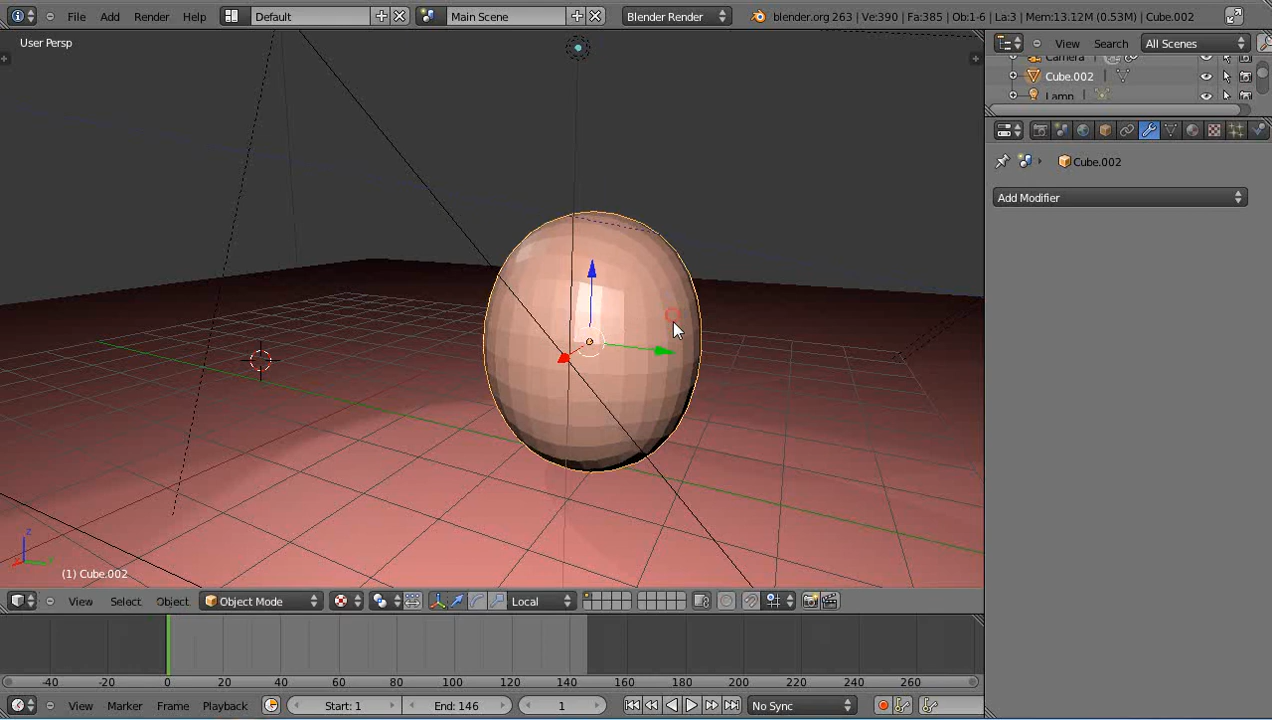 File Add Render Help Default Main Scene Blender Render blender.org 263 | Ve:390 | Fa:385 | Ob:1-6 | La:3 | Mem:13.12M (0.53M) | Cube.002
User Persp
View Search All Scenes
Camera
Cube.002
Lamp
Cube.002
Add Modifier
z
(1) Cube.002
View Select Object Object Mode Local
-40 -20 0 20 40 60 80 100 120 140 160 180 200 220 240 260
View Marker Frame Playback Start: 1 End: 146 1 No Sync